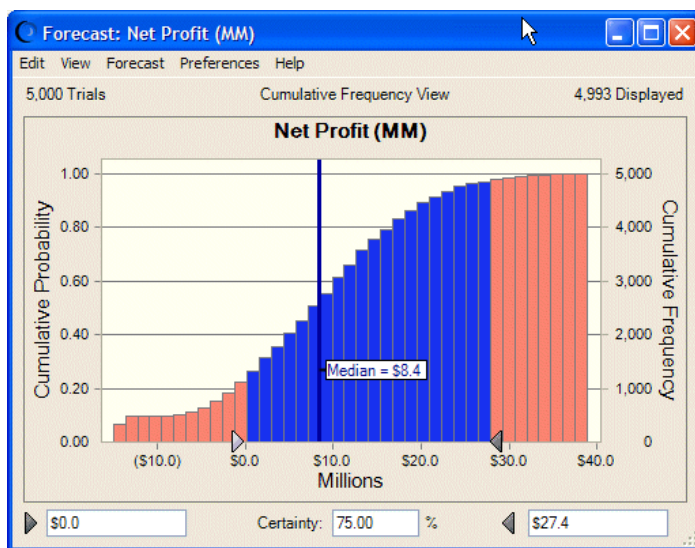 Forecast: Net Profit (MM)
Edit View Forecast Preferences Help
5,000 Trials Cumulative Frequency View 4,993 Displayed
Net Profit (MM)
Cumulative Probability
1.00
0.80
0.60
0.40
0.20
0.00
Median = $8.4
5,000
4,000
3,000
2,000
1,000
0
Cumulative Frequency
($10.0) $0.0 $10.0 $20.0 $30.0 $40.0
Millions
$0.0 Certainty: 75.00 % $27.4